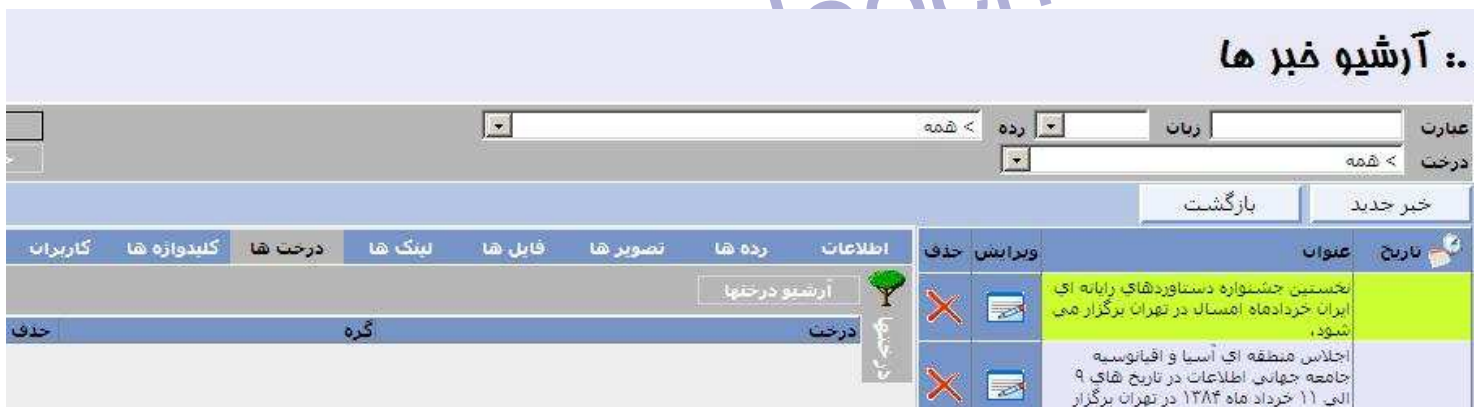 .: آرشیو خبر ها
عبارت زبان رده > همه
درخت > همه
خبر جدید بازگشت
تاریخ عنوان ویرایش حذف
اطلاعات رده ها تصویر ها فایل ها لینک ها درخت ها کلیدواژه ها کاربران
آرشیو درختها
درختها
درخت گره حذف
نخستین جشنواره دستاوردهای رایانه ای
ایران خردادماه امسال در تهران برگزار می
شود.
اجلاس منطقه ای آسیا و اقیانوسیه
جامعه جهانی اطلاعات در تاریخ های ۹
الی ۱۱ خرداد ماه ۱۳۸۴ در تهران برگزار